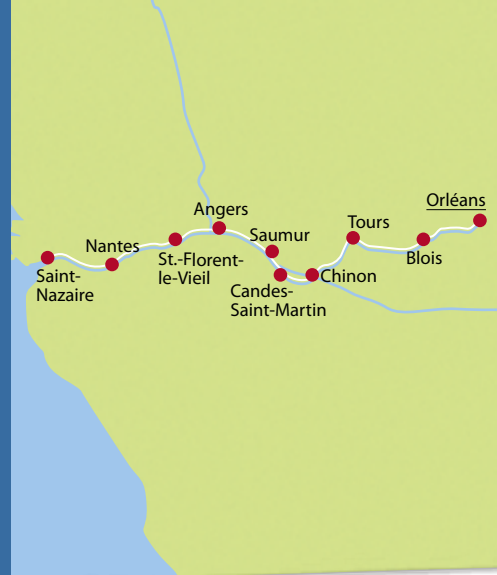 Orléans
Angers
Tours
Saumur
Nantes
St.-Florent-
le-Vieil
Blois
Saint-
Nazaire
Chinon
Candes-
Saint-Martin